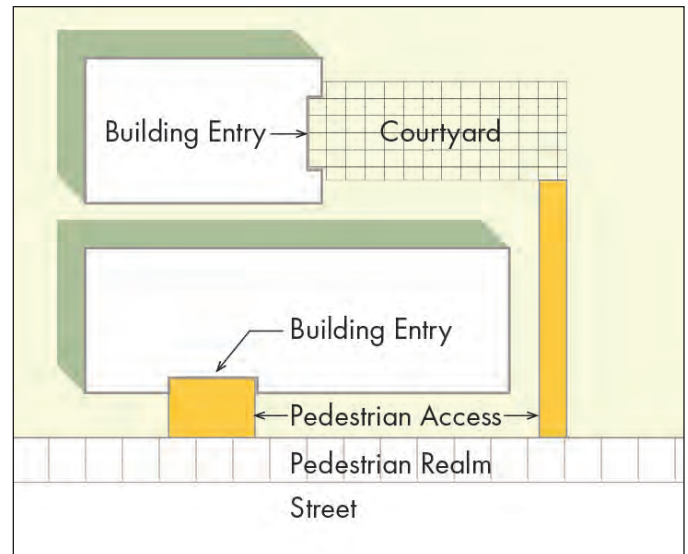 Building Entry
Courtyard
Building Entry
Pedestrian Access
Pedestrian Realm
Street